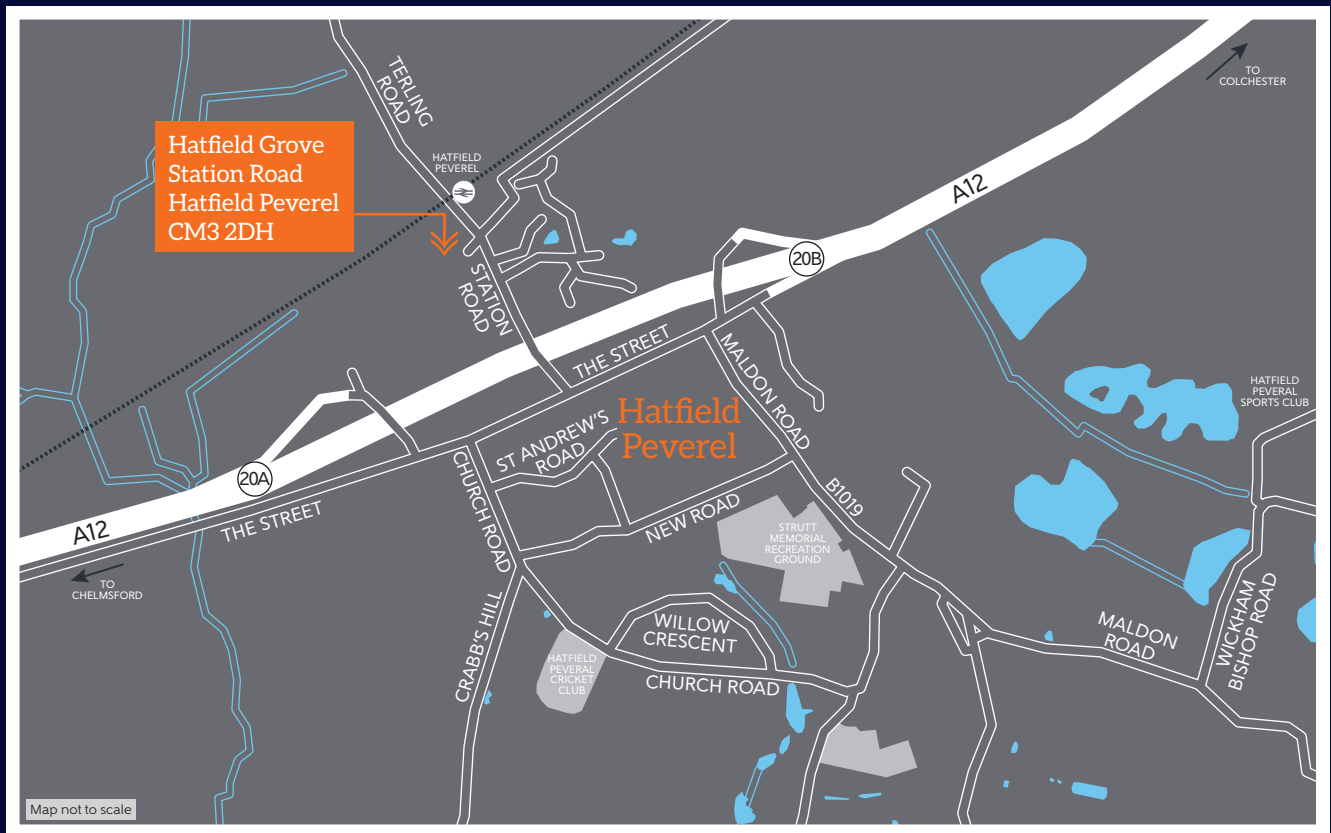 TERLING
ROAD
TO
COLCHESTER
Hatfield Grove
Station Road
Hatfield Peverel
CM3 2DH
HATFIELD
PEVEREL
A12
20B
STATION
ROAD
THE STREET
MALDON ROAD
HATFIELD
PEVERAL
SPORTS CLUB
Hatfield
Peverel
ST ANDREW'S
ROAD
CHURCH ROAD
20A
A12
THE STREET
NEW ROAD
B1019
STRUTT
MEMORIAL
RECREATION
GROUND
TO
CHELMSFORD
CRABB'S HILL
WILLOW
CRESCENT
MALDON
ROAD
WICKHAM
BISHOP ROAD
HATFIELD
PEVERAL
CRICKET
CLUB
CHURCH ROAD
Map not to scale